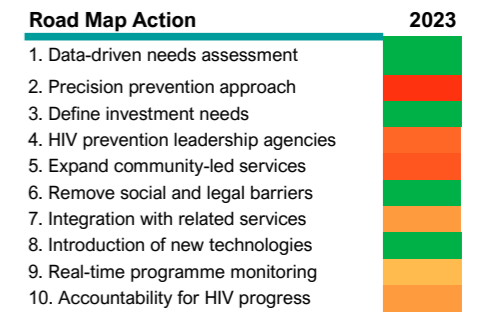 Road Map Action 2023
1. Data-driven needs assessment
2. Precision prevention approach
3. Define investment needs
4. HIV prevention leadership agencies
5. Expand community-led services
6. Remove social and legal barriers
7. Integration with related services
8. Introduction of new technologies
9. Real-time programme monitoring
10. Accountability for HIV progress